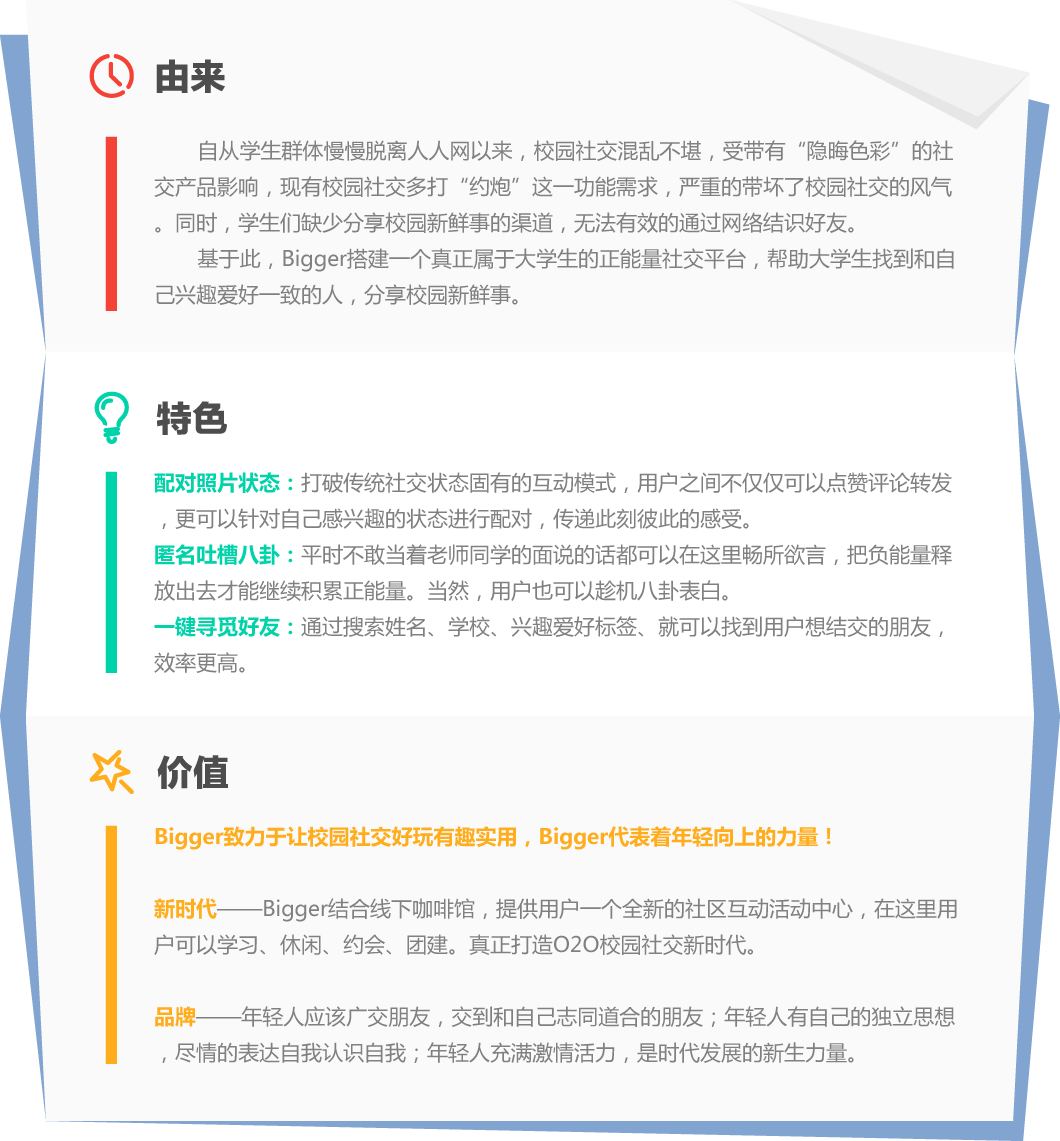 由来
自从学生群体慢慢脱离人人网以来，校园社交混乱不堪，受带有“隐晦色彩”的社
交产品影响，现有校园社交多打“约炮”这一功能需求，严重的带坏了校园社交的风气
。同时，学生们缺少分享校园新鲜事的渠道，无法有效的通过网络结识好友。
基于此，Bigger搭建一个真正属于大学生的正能量社交平台，帮助大学生找到和自
己兴趣爱好一致的人，分享校园新鲜事。
特色
配对照片状态：打破传统社交状态固有的互动模式，用户之间不仅仅可以点赞评论转发
，更可以针对自己感兴趣的状态进行配对，传递此刻彼此的感受。
匿名吐槽八卦：平时不敢当着老师同学的面说的话都可以在这里畅所欲言，把负能量释
放出去才能继续积累正能量。当然，用户也可以趁机八卦表白。
一键寻觅好友：通过搜索姓名、学校、兴趣爱好标签、就可以找到用户想结交的朋友，
效率更高。
价值
Bigger致力于让校园社交好玩有趣实用，Bigger代表着年轻向上的力量！
新时代——Bigger结合线下咖啡馆，提供用户一个全新的社区互动活动中心，在这里用
户可以学习、休闲、约会、团建。真正打造O2O校园社交新时代。
品牌——年轻人应该广交朋友，交到和自己志同道合的朋友；年轻人有自己的独立思想
，尽情的表达自我认识自我；年轻人充满激情活力，是时代发展的新生力量。